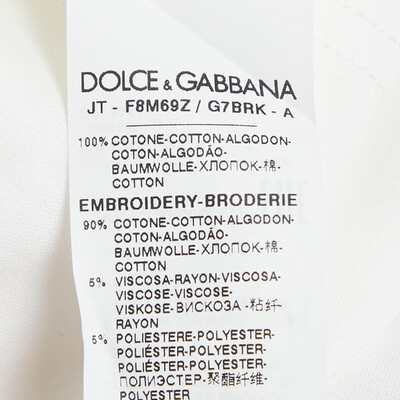 DOLCE & GABBANA
JT - F8M69Z / G7BRK - A
100% COTONE-COTTON-ALGODON-
COTON-ALGODÃO-
BAUMWOLLE-ХЛОПОК-棉-
COTTON
EMBROIDERY-BRODERIE
90% COTONE-COTTON-ALGODON-
COTON-ALGODÃO-
BAUMWOLLE-ХЛОПОК-棉-
COTTON
5% VISCOSA-RAYON-VISCOSA-
VISCOSE-VISCOSE-
VISKOSE-ВИСКОЗА-粘纤-
RAYON
5% POLIESTERE-POLYESTER-
POLIÉSTER-POLYESTER-
POLIÉSTER-POLYESTER-
ПОЛИЭСТЕР-聚酯纤维-
POLYESTER